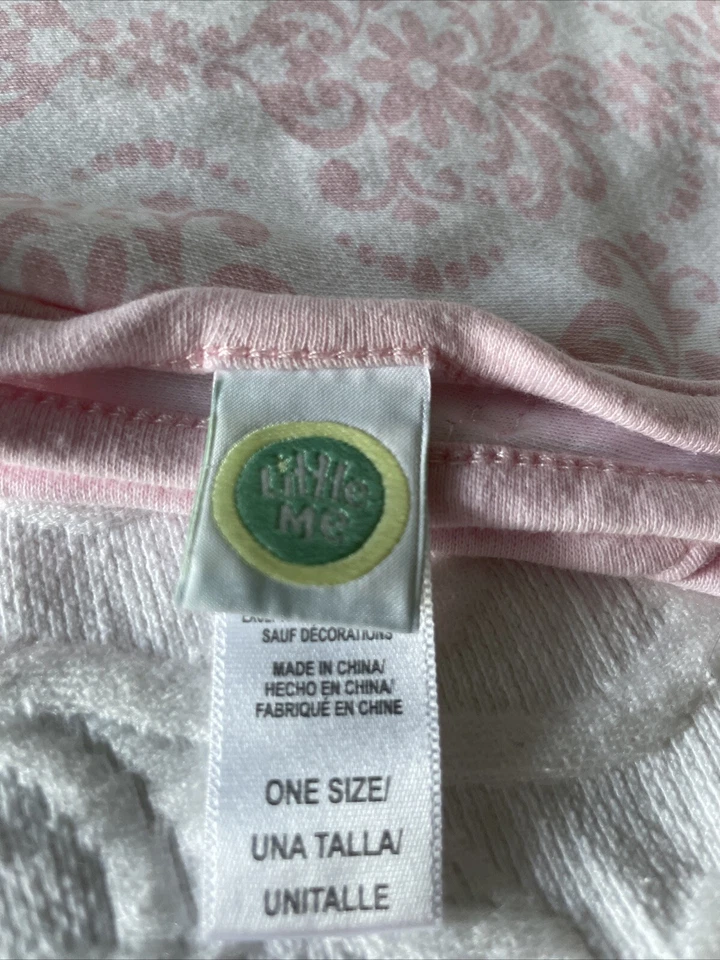 Little
Me
SAUF DÉCORATIONS
MADE IN CHINA/
HECHO EN CHINA/
FABRIQUÉ EN CHINE
ONE SIZE/
UNA TALLA/
UNITALLE